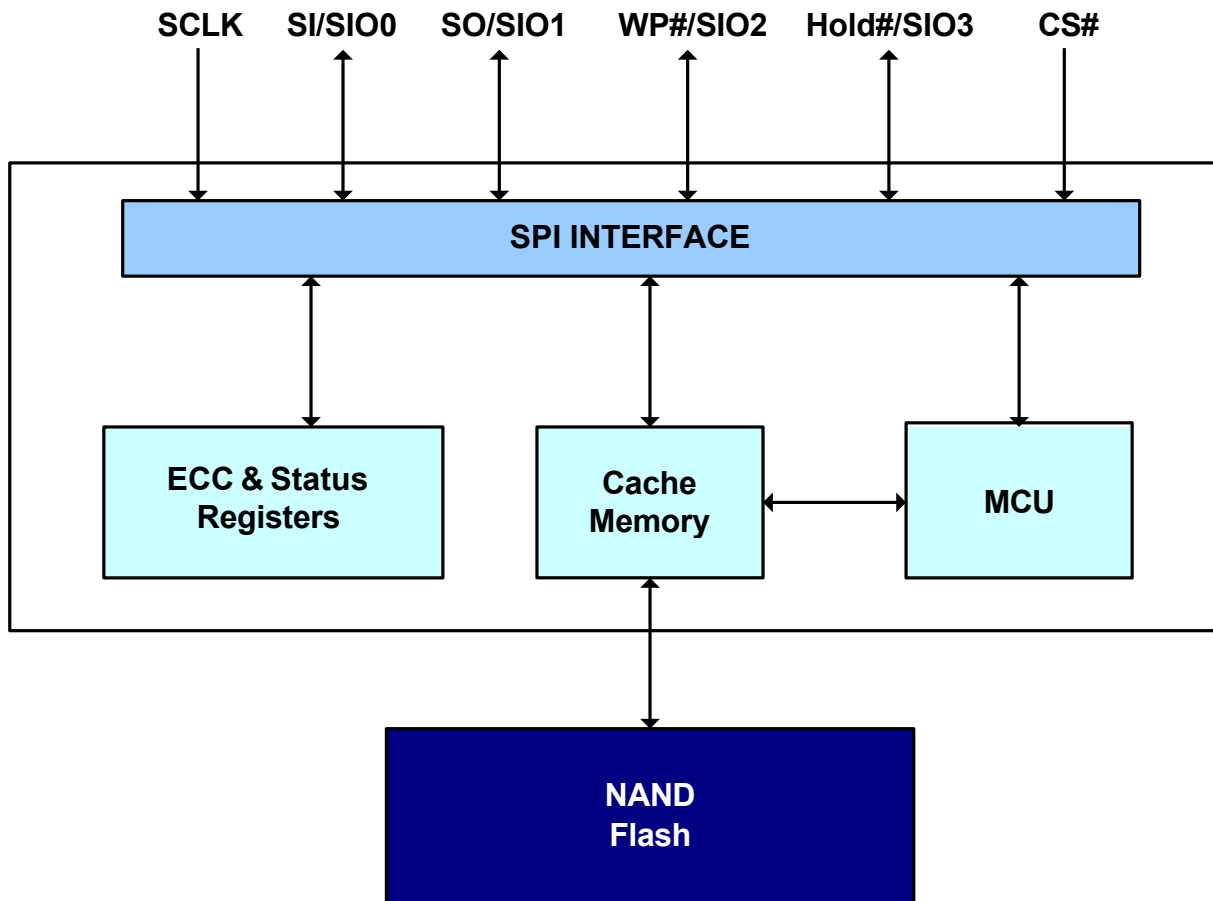 SCLK SI/SIO0 SO/SIO1 WP#/SIO2 Hold#/SIO3 CS#
SPI INTERFACE
ECC & Status
Registers
Cache
Memory
MCU
NAND
Flash